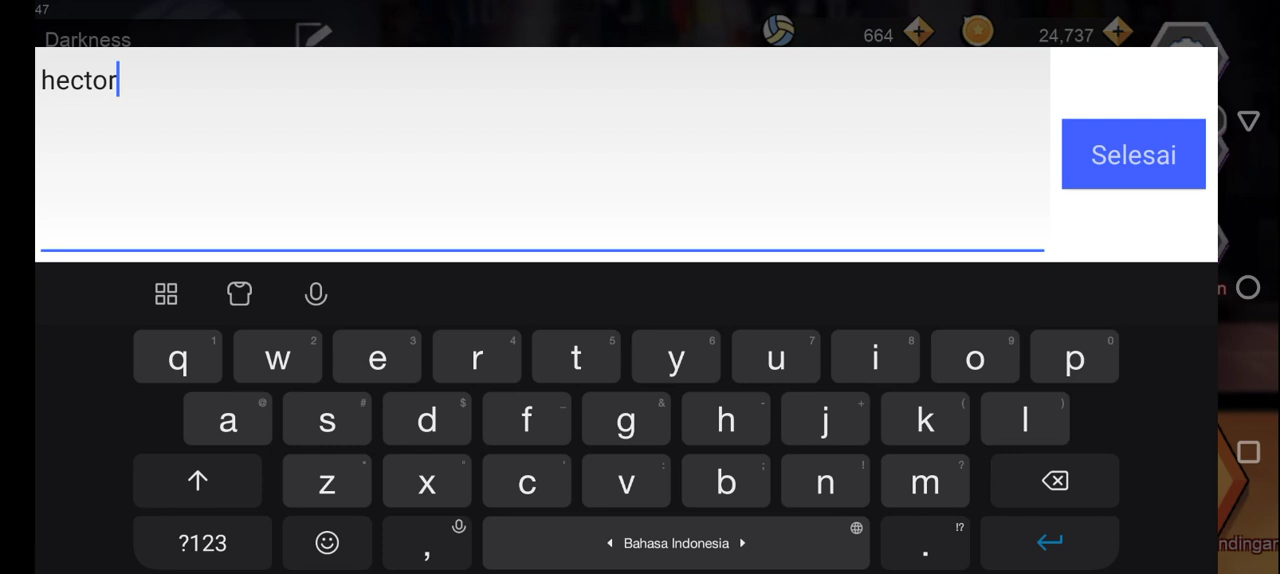 47
Darkness
664
24,737
hector
Selesai
q 1 w 2 e 3 r 4 t 5 y 6 u 7 i 8 o 9 p 0
a @ s # d $ f _ g & h - j + k ( l )
z * x " c ' v : b ; n ! m ?
?123 , Bahasa Indonesia . !?
n
ndingan